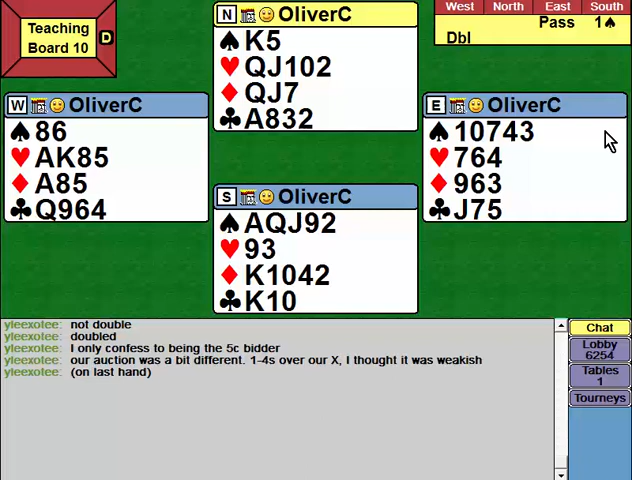 Teaching
Board 10
D
N OliverC
♠K5
♥QJ102
♦QJ7
♣A832
West North East South
Pass 1♠
Dbl
W OliverC
♠86
♥AK85
♦A85
♣Q964
E OliverC
♠10743
♥764
♦963
♣J75
S OliverC
♠AQJ92
♥93
♦K1042
♣K10
yleexotee: not double
yleexotee: doubled
yleexotee: I only confess to being the 5c bidder
yleexotee: our auction was a bit different. 1-4s over our X, I thought it was weakish
yleexotee: (on last hand)
Chat
Lobby
6254
Tables
1
Tourneys